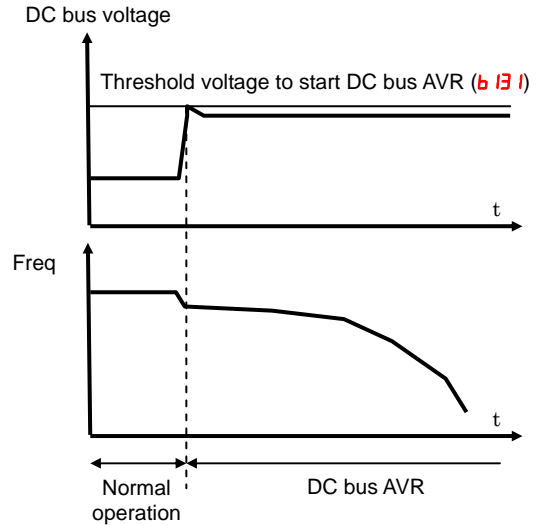 DC bus voltage
Threshold voltage to start DC bus AVR (b131)
t
Freq
t
Normal
operation
DC bus AVR